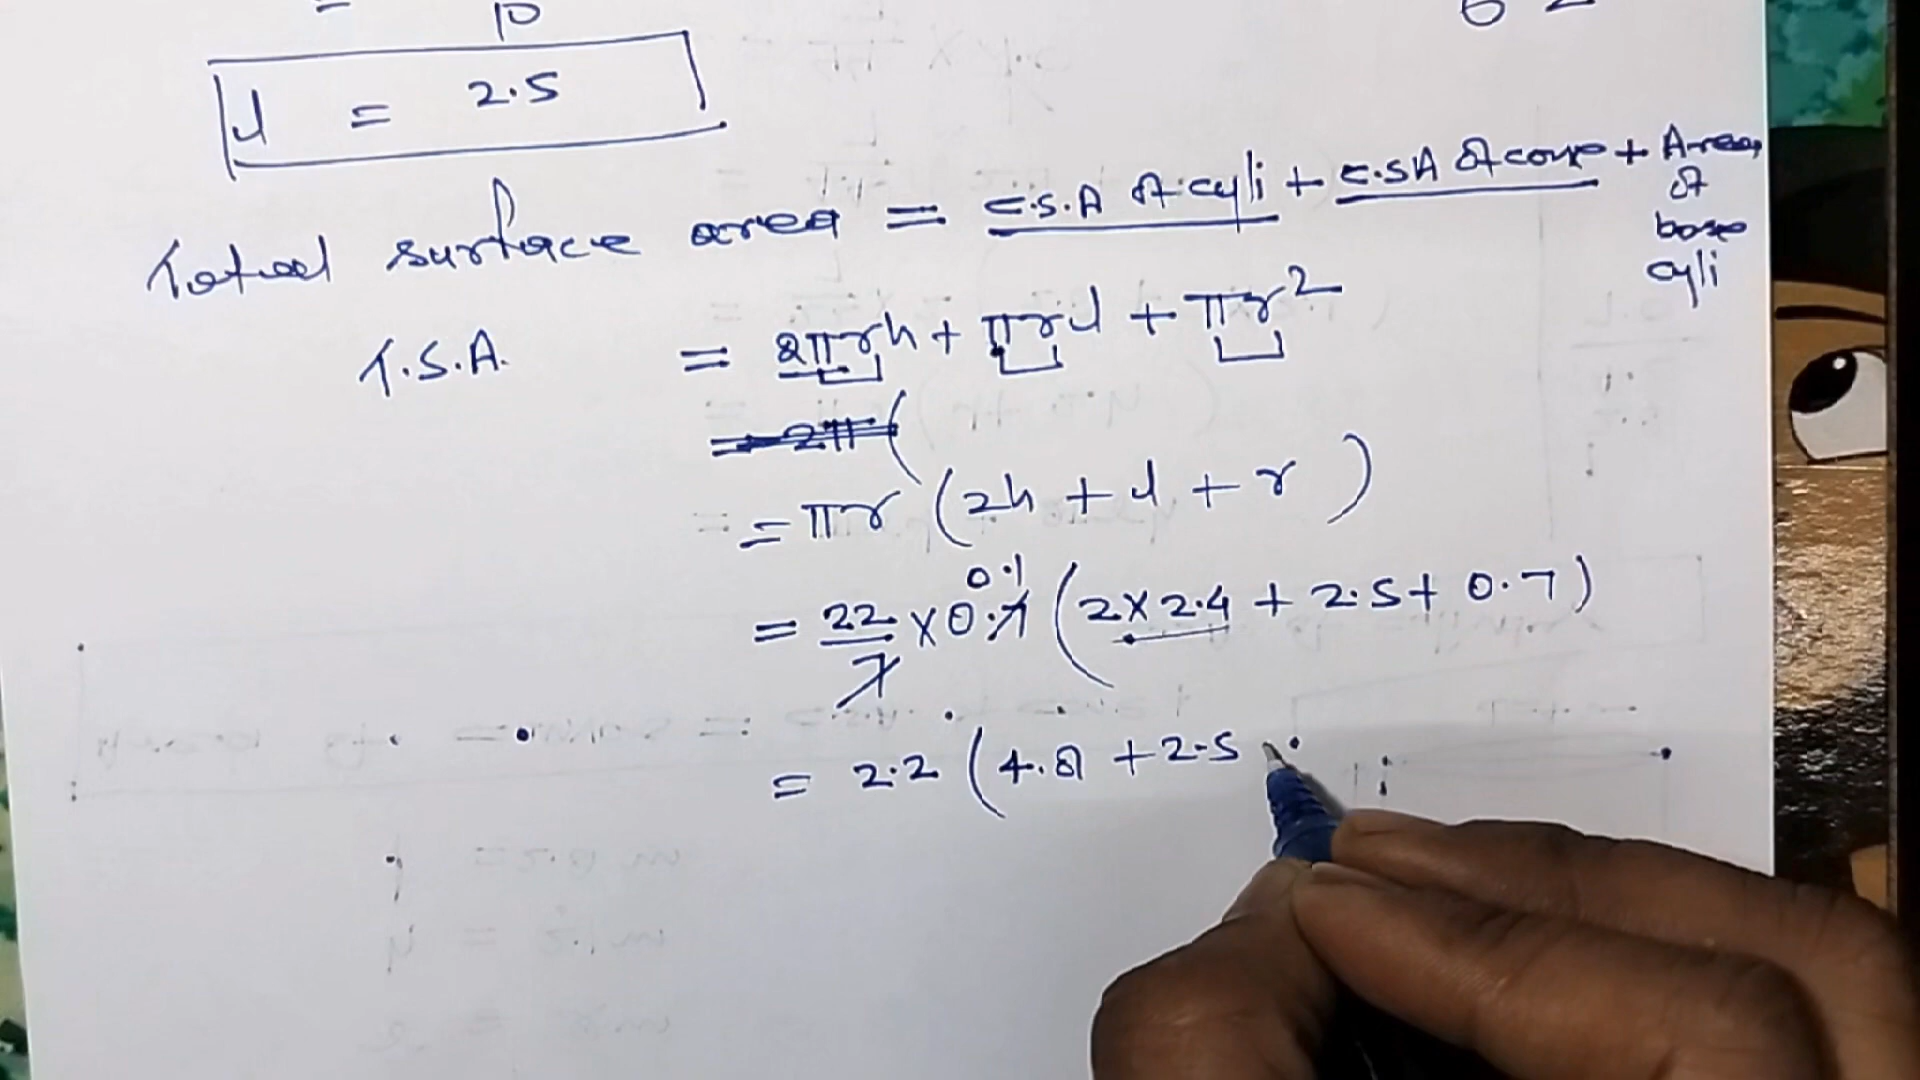 = 10
l = 2.5
Total surface area = C.S.A of cyli + C.S.A of cone + Area of base cyli
T.S.A. = 2πrh + πrl + πr²
= 2π(
= πr (2h + l + r)
= 22/7 × 0.7 0.1 (2×2.4 + 2.5 + 0.7)
= 2.2 (4.8 + 2.5